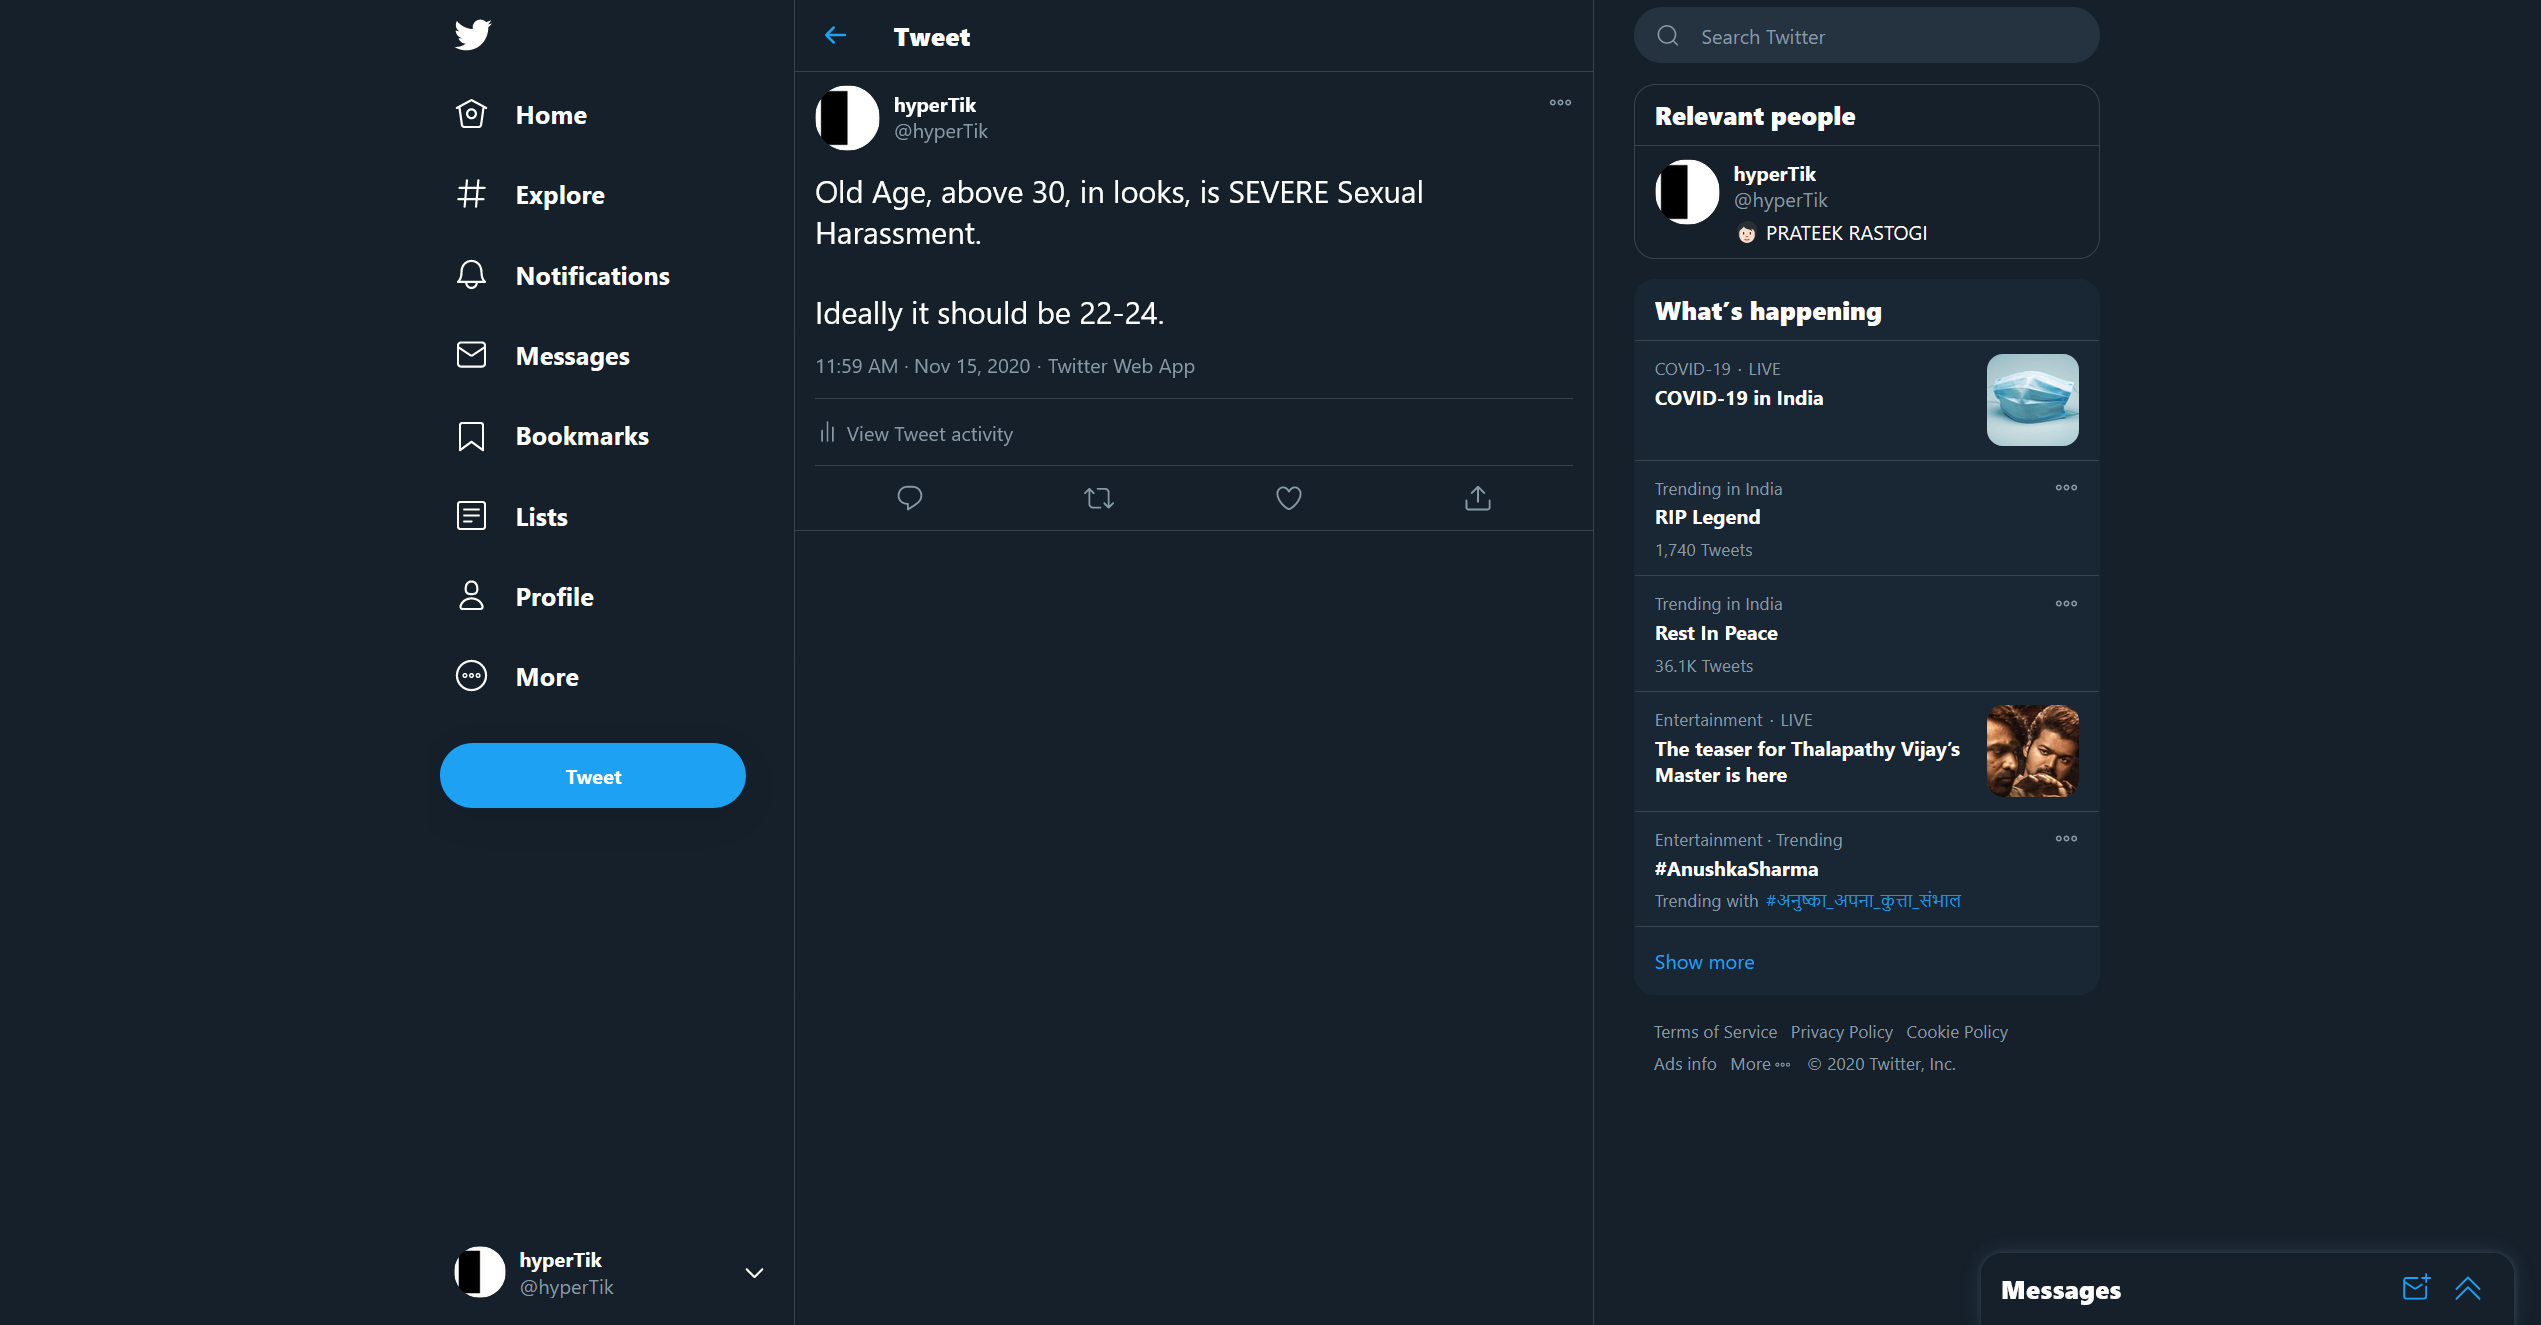 Home
Explore
Notifications
Messages
Bookmarks
Lists
Profile
More
Tweet
hyperTik
@hyperTik
Tweet
hyperTik
@hyperTik
Old Age, above 30, in looks, is SEVERE Sexual
Harassment.
Ideally it should be 22-24.
11:59 AM · Nov 15, 2020 · Twitter Web App
View Tweet activity
Search Twitter
Relevant people
hyperTik
@hyperTik
PRATEEK RASTOGI
What's happening
COVID-19 · LIVE
COVID-19 in India
Trending in India
RIP Legend
1,740 Tweets
Trending in India
Rest In Peace
36.1K Tweets
Entertainment · LIVE
The teaser for Thalapathy Vijay's
Master is here
Entertainment · Trending
#AnushkaSharma
Trending with #अनुष्का_अपना_कुत्ता_संभाल
Show more
Terms of Service Privacy Policy Cookie Policy
Ads info More © 2020 Twitter, Inc.
Messages